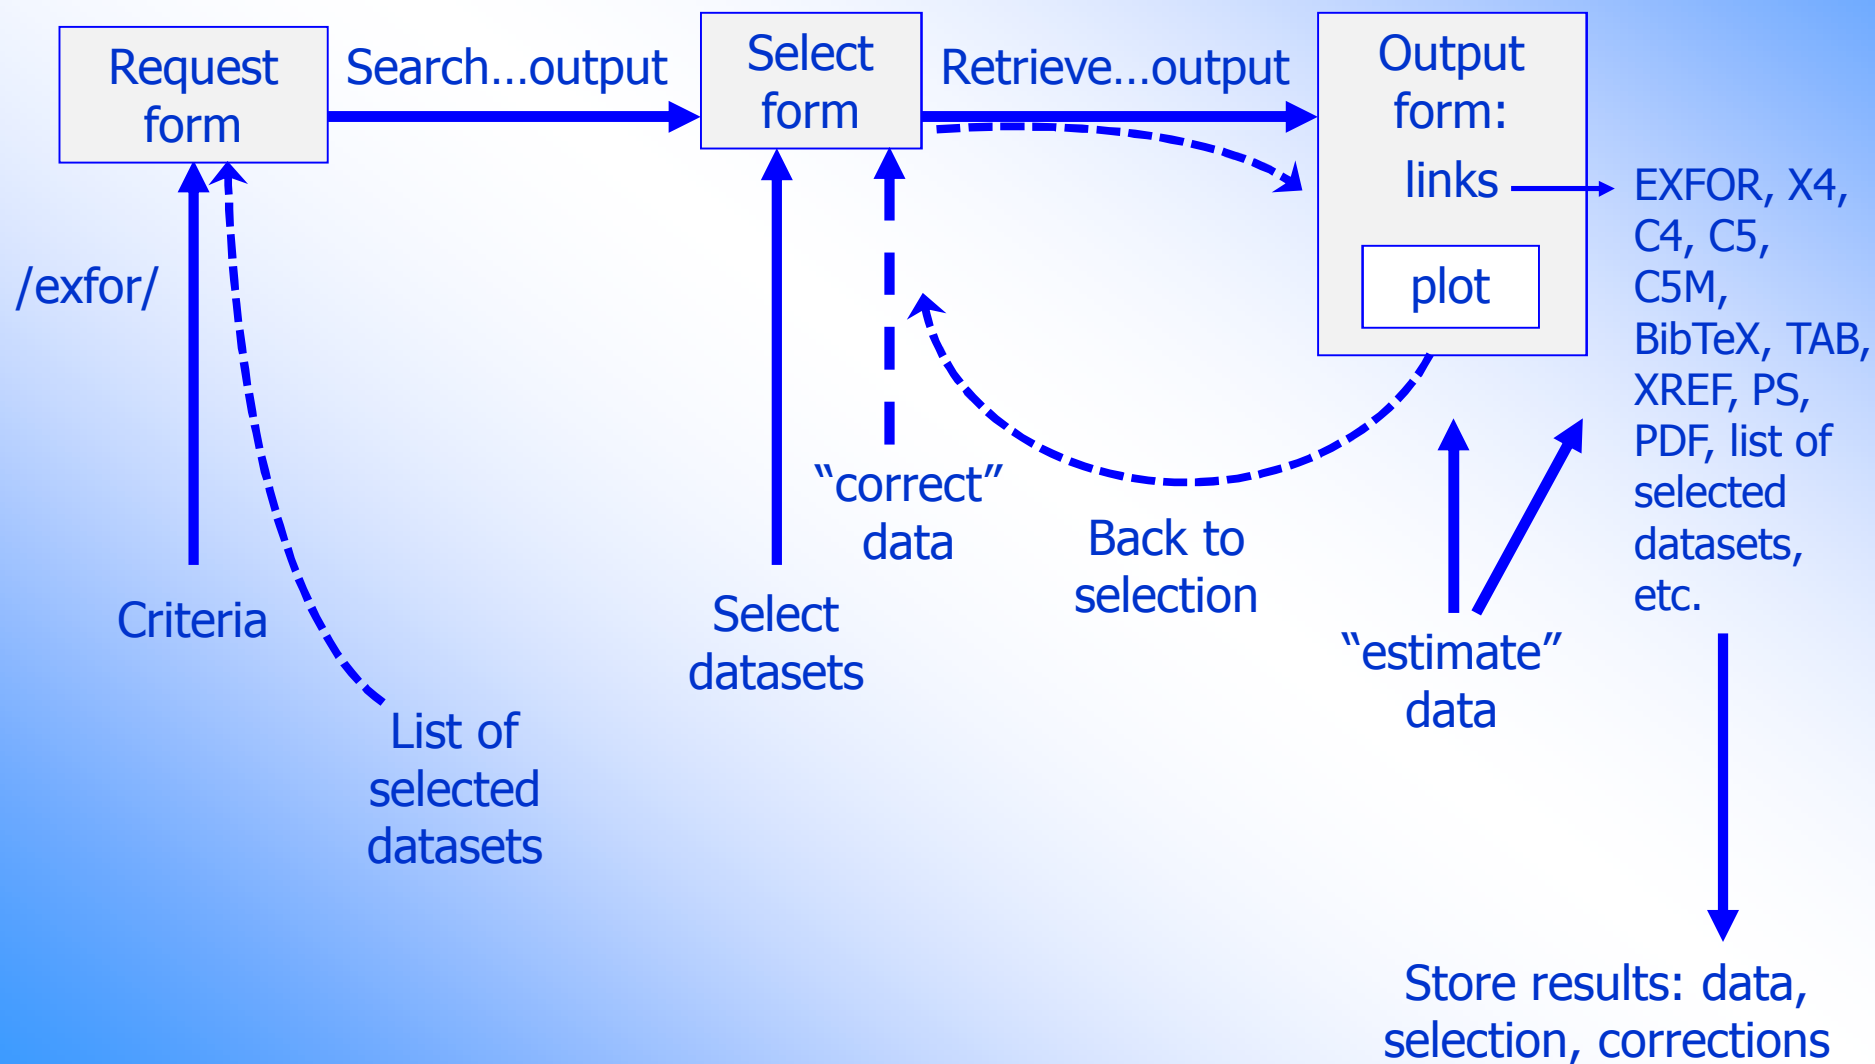 Request
form
Search...output
Select
form
Retrieve...output
Output
form:
links
plot
EXFOR, X4,
C4, C5,
C5M,
BibTeX, TAB,
XREF, PS,
PDF, list of
selected
datasets,
etc.
/exfor/
Criteria
List of
selected
datasets
Select
datasets
“correct”
data
Back to
selection
“estimate”
data
Store results: data,
selection, corrections